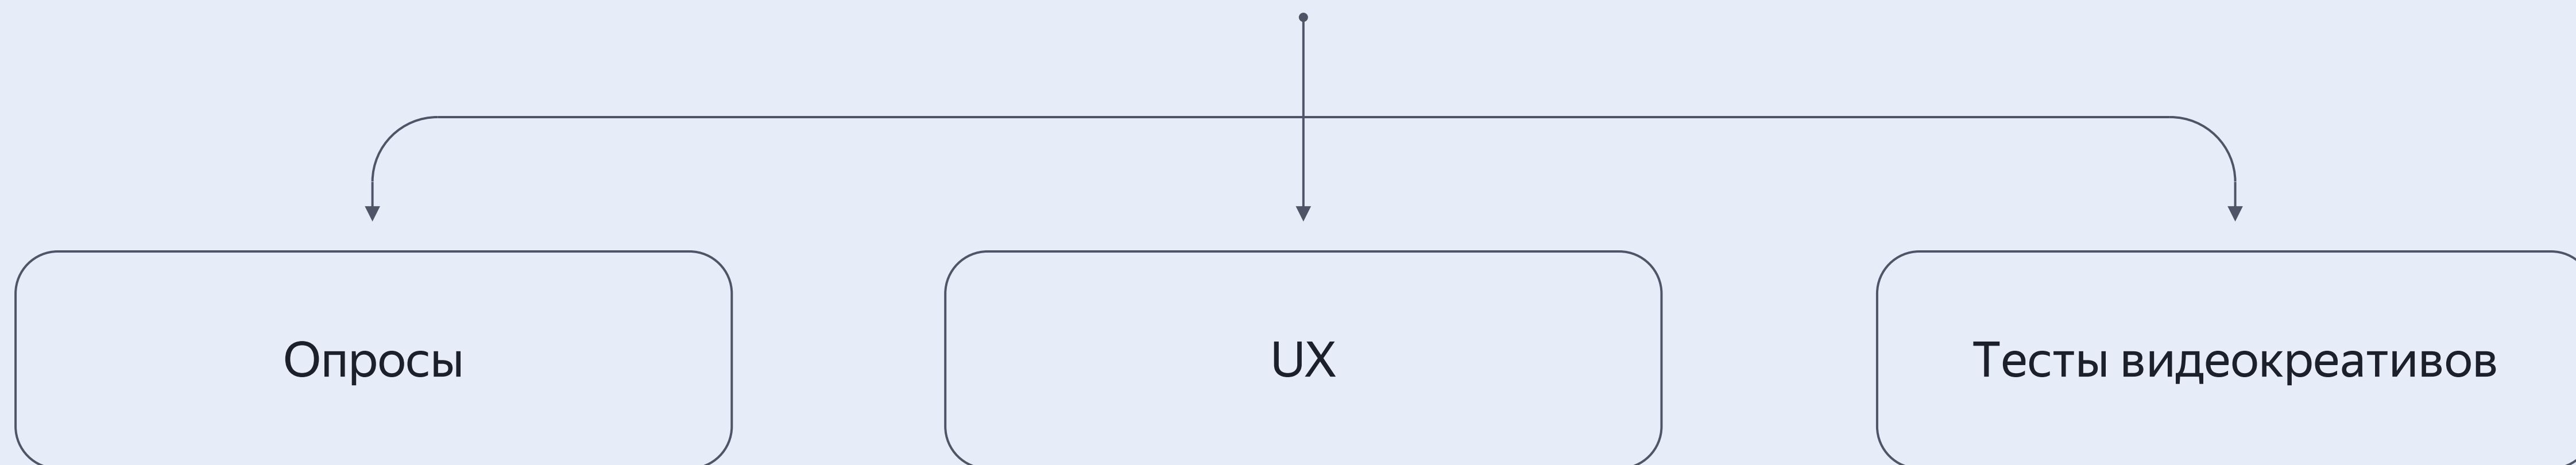 Опросы
UX
Тесты видеокреативов